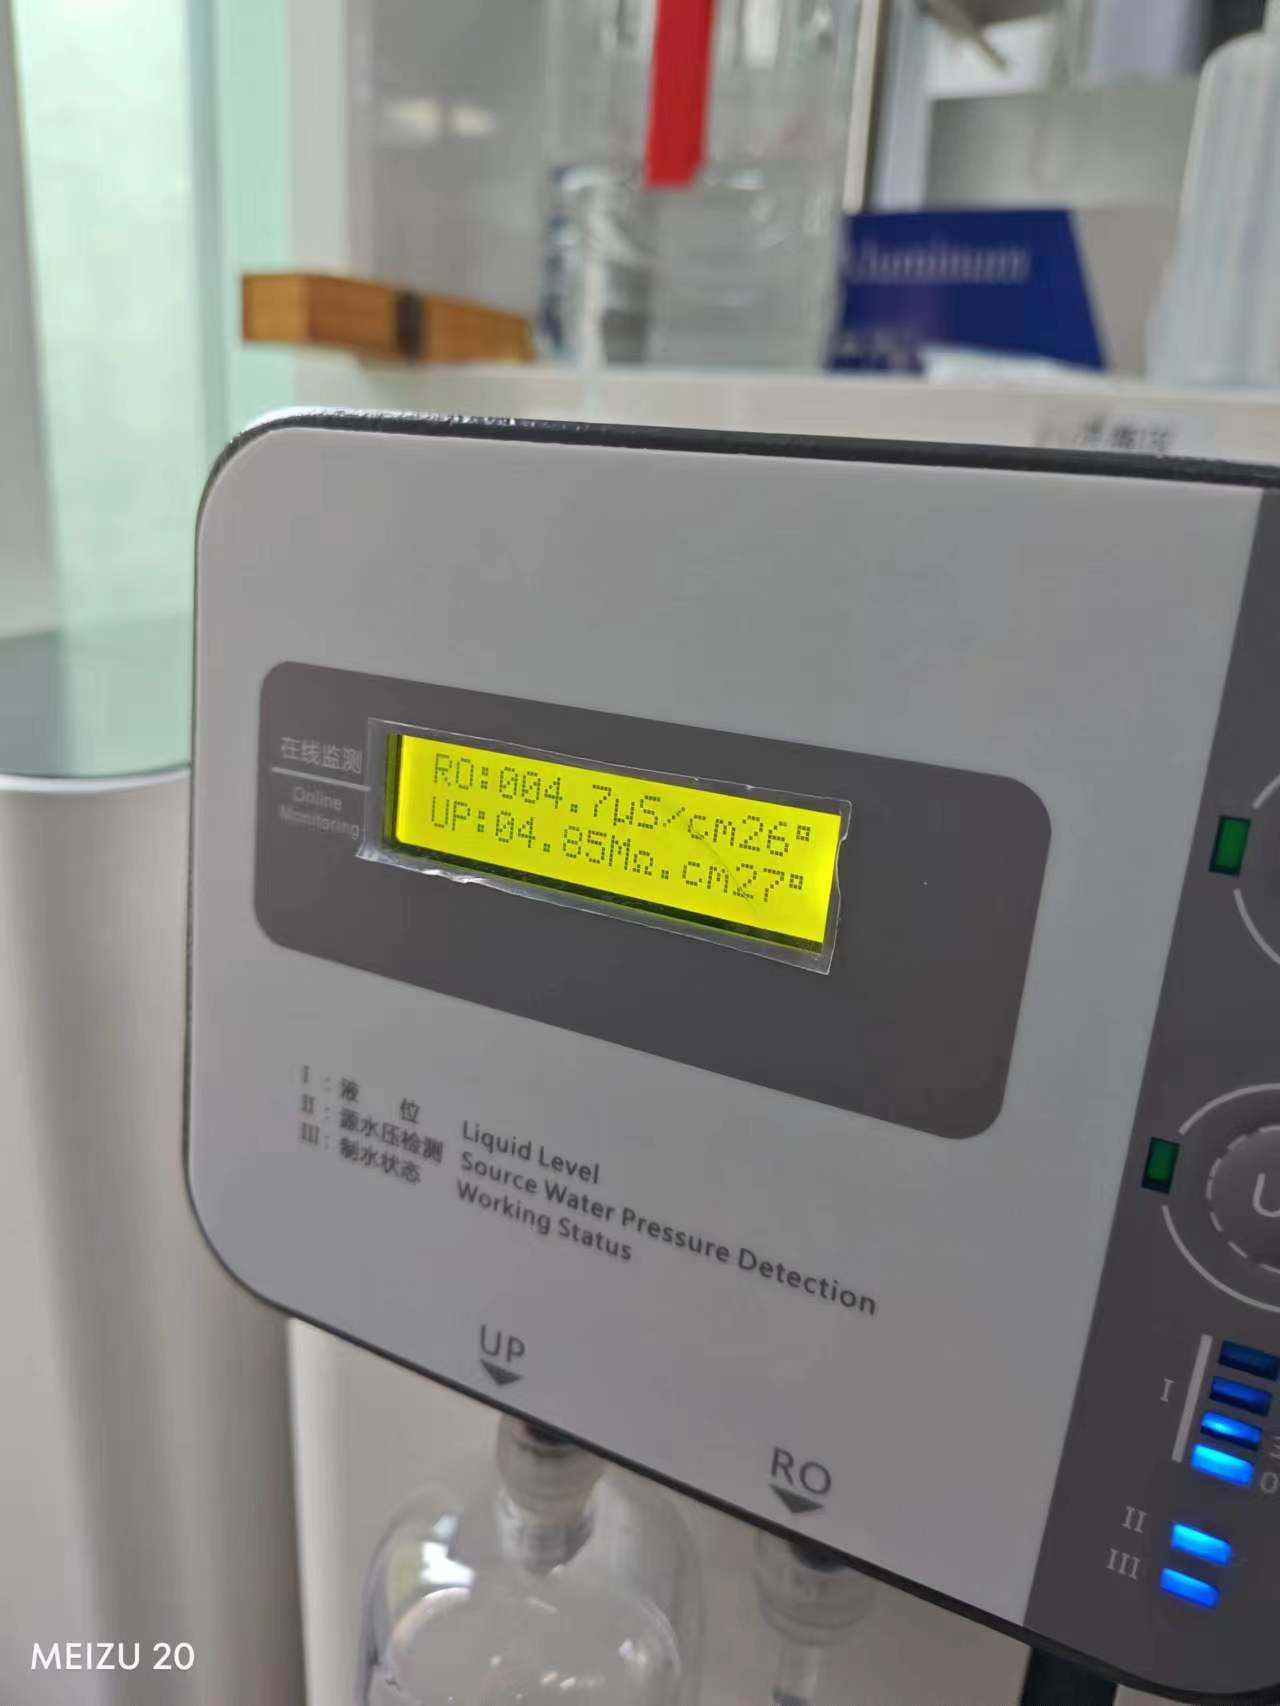 Aluminum
在线监测
Online
Monitoring
RO:004.7μS/cm26°
UP:04.85MΩ.cm27°
I : 液 位 Liquid Level
II : 源水压检测 Source Water Pressure Detection
III : 制水状态 Working Status
UP
RO
U
I
0
II
III
MEIZU 20